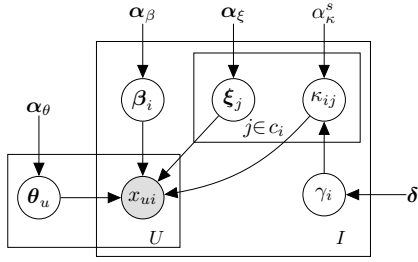 α_β
α_ξ
α_κ^s
β_i
ξ_j
κ_ij
j∈c_i
α_θ
θ_u
x_ui
γ_i
δ
U
I